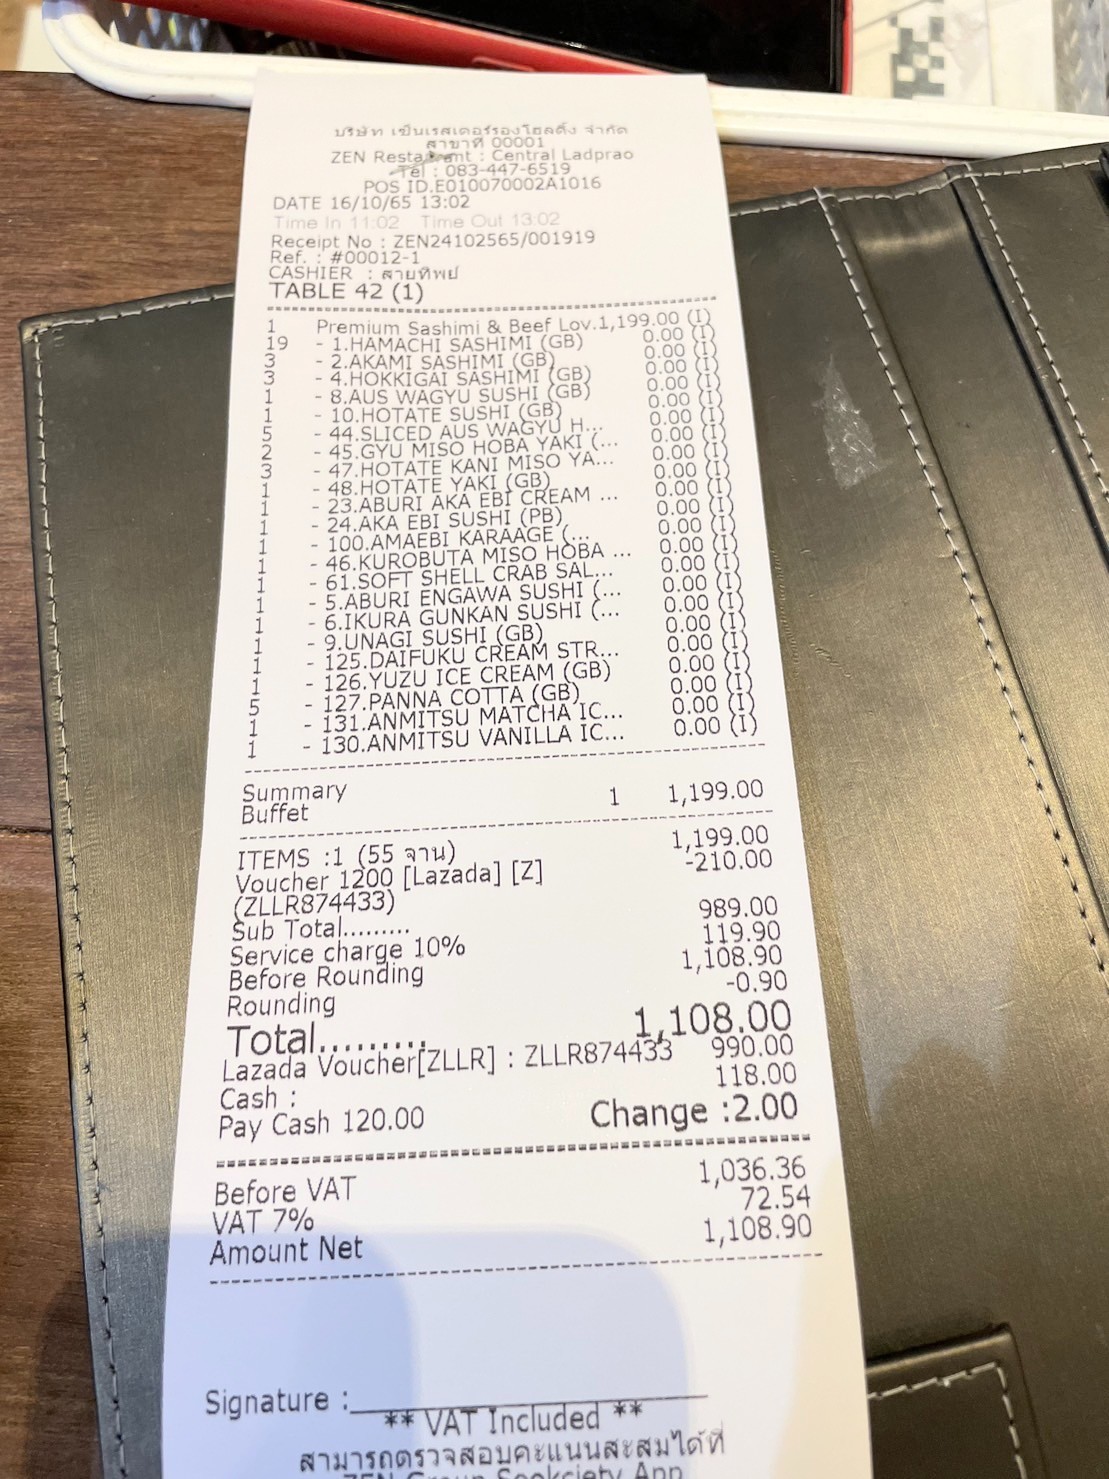 บริษัท เซ็นเรสเตอร์รองโฮลดิ้ง จำกัด
สาขาที่ 00001
ZEN Restaurant : Central Ladprao
Tel : 083-447-6519
POS ID.E010070002A1016
DATE 16/10/65 13:02
Time In 11:02 Time Out 13:02
Receipt No : ZEN24102565/001919
Ref. : #00012-1
CASHIER : สายทิพย์
TABLE 42 (1)
1 Premium Sashimi & Beef Lov.1,199.00 (I)
19 - 1.HAMACHI SASHIMI (GB) 0.00 (I)
3 - 2.AKAMI SASHIMI (GB) 0.00 (I)
3 - 4.HOKKIGAI SASHIMI (GB) 0.00 (I)
1 - 8.AUS WAGYU SUSHI (GB) 0.00 (I)
1 - 10.HOTATE SUSHI (GB) 0.00 (I)
5 - 44.SLICED AUS WAGYU H... 0.00 (I)
2 - 45.GYU MISO HOBA YAKI (... 0.00 (I)
3 - 47.HOTATE KANI MISO YA... 0.00 (I)
1 - 48.HOTATE YAKI (GB) 0.00 (I)
1 - 23.ABURI AKA EBI CREAM ... 0.00 (I)
1 - 24.AKA EBI SUSHI (PB) 0.00 (I)
1 - 100.AMAEBI KARAAGE (... 0.00 (I)
1 - 46.KUROBUTA MISO HOBA ... 0.00 (I)
1 - 61.SOFT SHELL CRAB SAL... 0.00 (I)
1 - 5.ABURI ENGAWA SUSHI (... 0.00 (I)
1 - 6.IKURA GUNKAN SUSHI (... 0.00 (I)
1 - 9.UNAGI SUSHI (GB) 0.00 (I)
1 - 125.DAIFUKU CREAM STR... 0.00 (I)
1 - 126.YUZU ICE CREAM (GB) 0.00 (I)
5 - 127.PANNA COTTA (GB) 0.00 (I)
1 - 131.ANMITSU MATCHA IC... 0.00 (I)
1 - 130.ANMITSU VANILLA IC... 0.00 (I)
Summary
Buffet 1 1,199.00
ITEMS :1 (55 จาน) 1,199.00
Voucher 1200 [Lazada] [Z] -210.00
(ZLLR874433)
Sub Total......... 989.00
Service charge 10% 119.90
Before Rounding 1,108.90
Rounding -0.90
Total......... 1,108.00
Lazada Voucher[ZLLR] : ZLLR874433 990.00
Cash : 118.00
Pay Cash 120.00 Change :2.00
Before VAT 1,036.36
VAT 7% 72.54
Amount Net 1,108.90
Signature :
** VAT Included **
สามารถตรวจสอบคะแนนสะสมได้ที่
ZEN Group Sookciety App